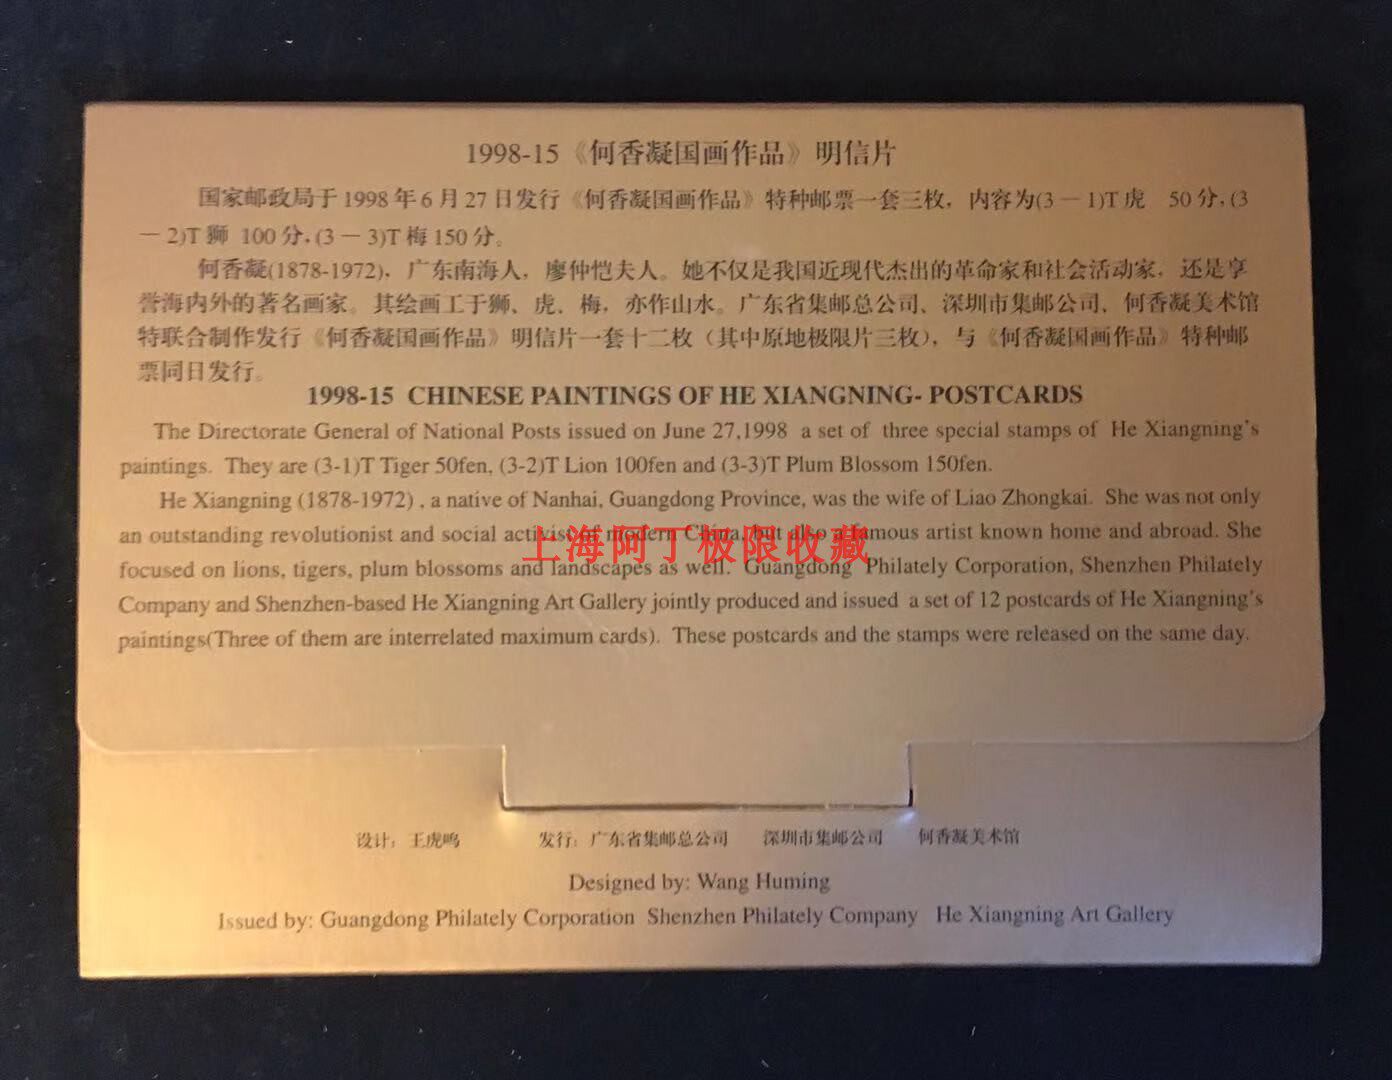 1998-15《何香凝国画作品》明信片
国家邮政局于1998年6月27日发行《何香凝国画作品》特种邮票一套三枚，内容为(3－1)T虎 50分，(3
－2)T狮 100分，(3－3)T梅150分。
何香凝(1878-1972)，广东南海人，廖仲恺夫人。她不仅是我国近现代杰出的革命家和社会活动家，还是享
誉海内外的著名画家。其绘画工于狮、虎、梅，亦作山水。广东省集邮总公司、深圳市集邮公司、何香凝美术馆
特联合制作发行《何香凝国画作品》明信片一套十二枚（其中原地极限片三枚），与《何香凝国画作品》特种邮
票同日发行。
1998-15 CHINESE PAINTINGS OF HE XIANGNING- POSTCARDS
The Directorate General of National Posts issued on June 27,1998 a set of three special stamps of He Xiangning's
paintings. They are (3-1)T Tiger 50fen, (3-2)T Lion 100fen and (3-3)T Plum Blossom 150fen.
He Xiangning (1878-1972) , a native of Nanhai, Guangdong Province, was the wife of Liao Zhongkai. She was not only
an outstanding revolutionist and social activist of modern China, but also a famous artist known home and abroad. She
上海阿丁极限收藏
focused on lions, tigers, plum blossoms and landscapes as well. Guangdong Philately Corporation, Shenzhen Philately
Company and Shenzhen-based He Xiangning Art Gallery jointly produced and issued a set of 12 postcards of He Xiangning's
paintings(Three of them are interrelated maximum cards). These postcards and the stamps were released on the same day.
设计：王虎鸣 发行：广东省集邮总公司 深圳市集邮公司 何香凝美术馆
Designed by: Wang Huming
Issued by: Guangdong Philately Corporation Shenzhen Philately Company He Xiangning Art Gallery